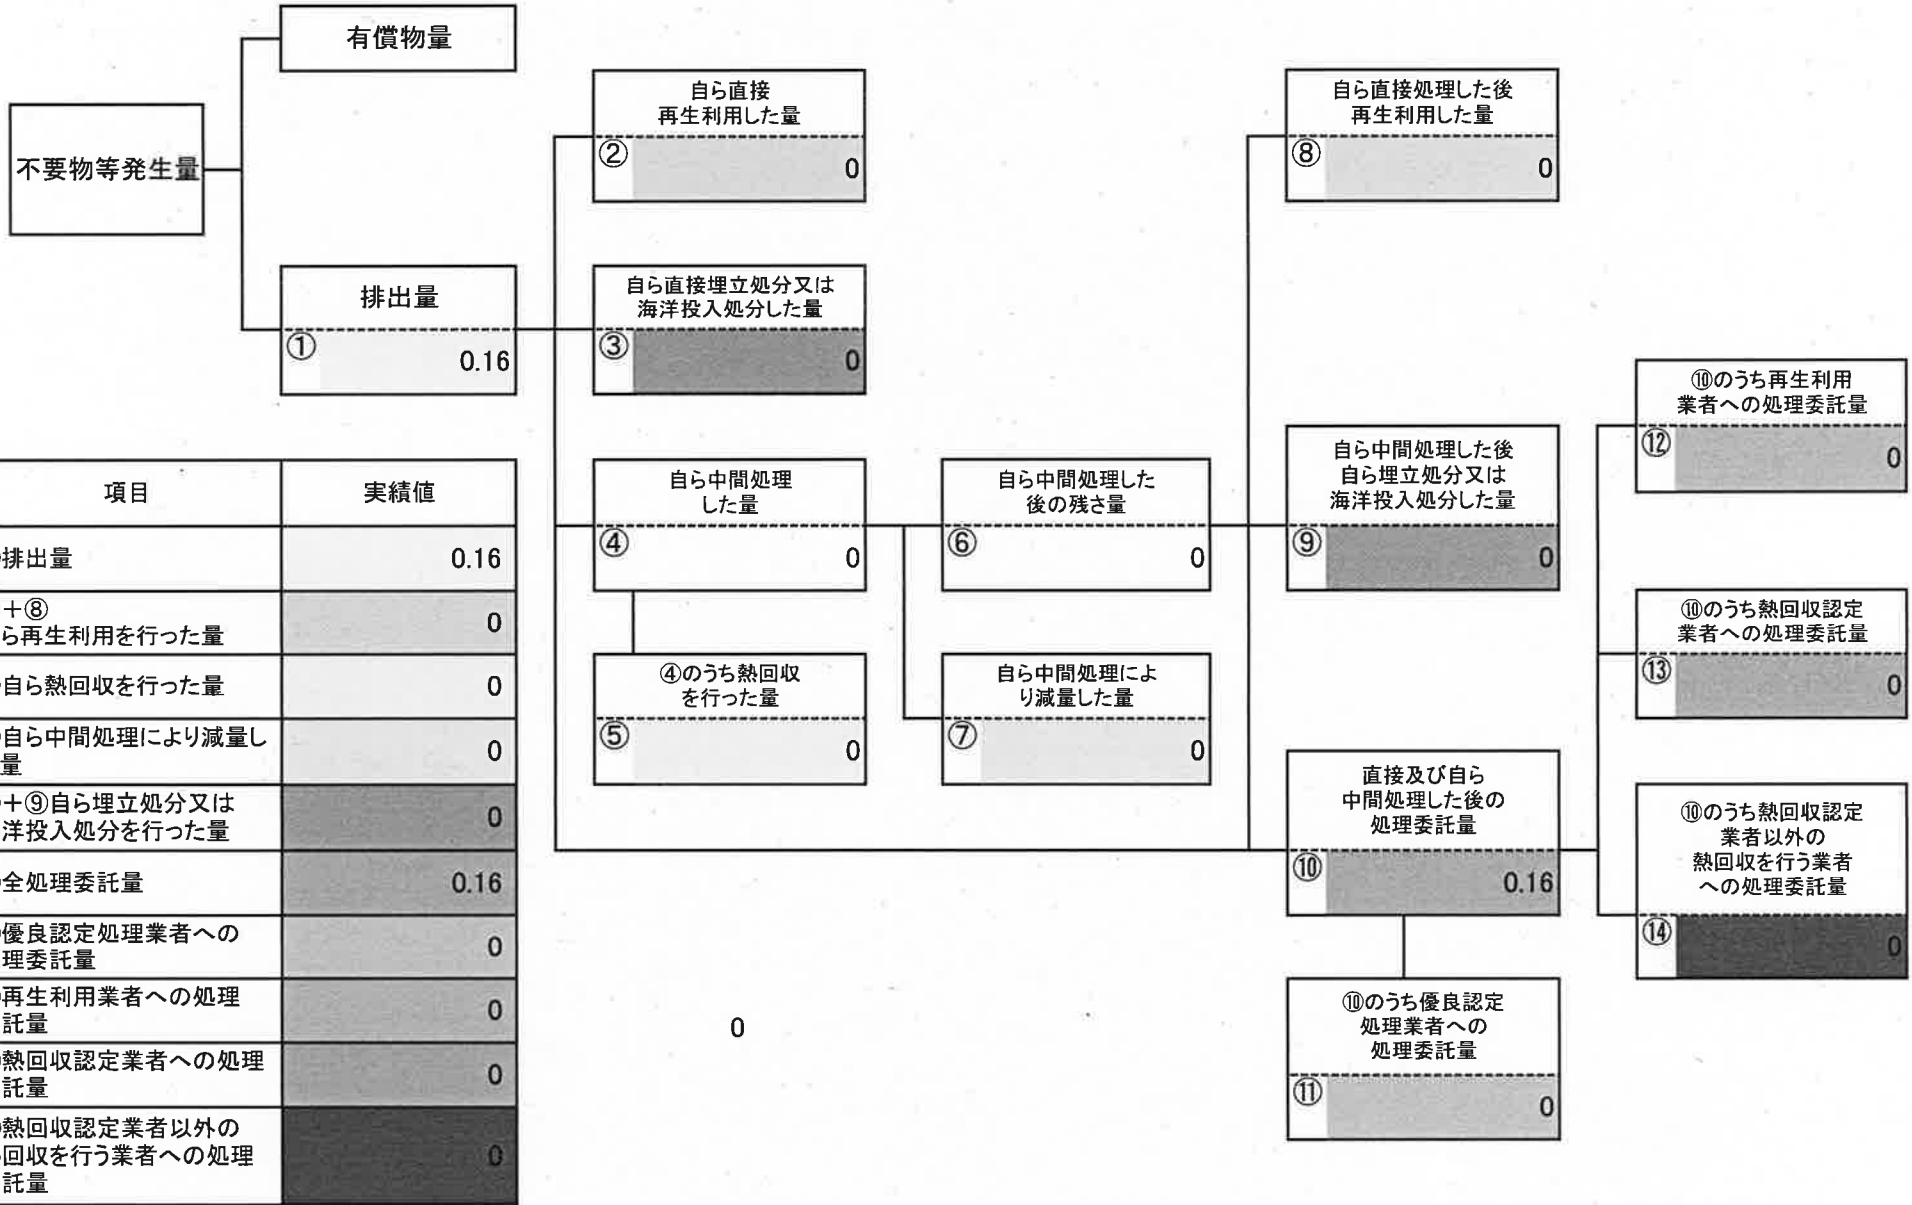 有償物量
不要物等発生量
排出量
①
0.16
自ら直接
再生利用した量
②
0
自ら直接埋立処分又は
海洋投入処分した量
③
0
自ら中間処理
した量
④
0
④のうち熱回収
を行った量
⑤
0
自ら中間処理した
後の残さ量
⑥
0
自ら中間処理によ
り減量した量
⑦
0
自ら直接処理した後
再生利用した量
⑧
0
自ら中間処理した後
自ら埋立処分又は
海洋投入処分した量
⑨
0
直接及び自ら
中間処理した後の
処理委託量
⑩
0.16
⑩のうち優良認定
処理業者への
処理委託量
⑪
0
⑩のうち再生利用
業者への処理委託量
⑫
0
⑩のうち熱回収認定
業者への処理委託量
⑬
0
⑩のうち熱回収認定
業者以外の
熱回収を行う業者
への処理委託量
⑭
0
項目 実績値
排出量 0.16
+⑧
ら再生利用を行った量 0
自ら熱回収を行った量 0
自ら中間処理により減量し
量 0
+⑨自ら埋立処分又は
洋投入処分を行った量 0
全処理委託量 0.16
優良認定処理業者への
理委託量 0
再生利用業者への処理
託量 0
熱回収認定業者への処理
託量 0
熱回収認定業者以外の
回収を行う業者への処理
託量 0
0